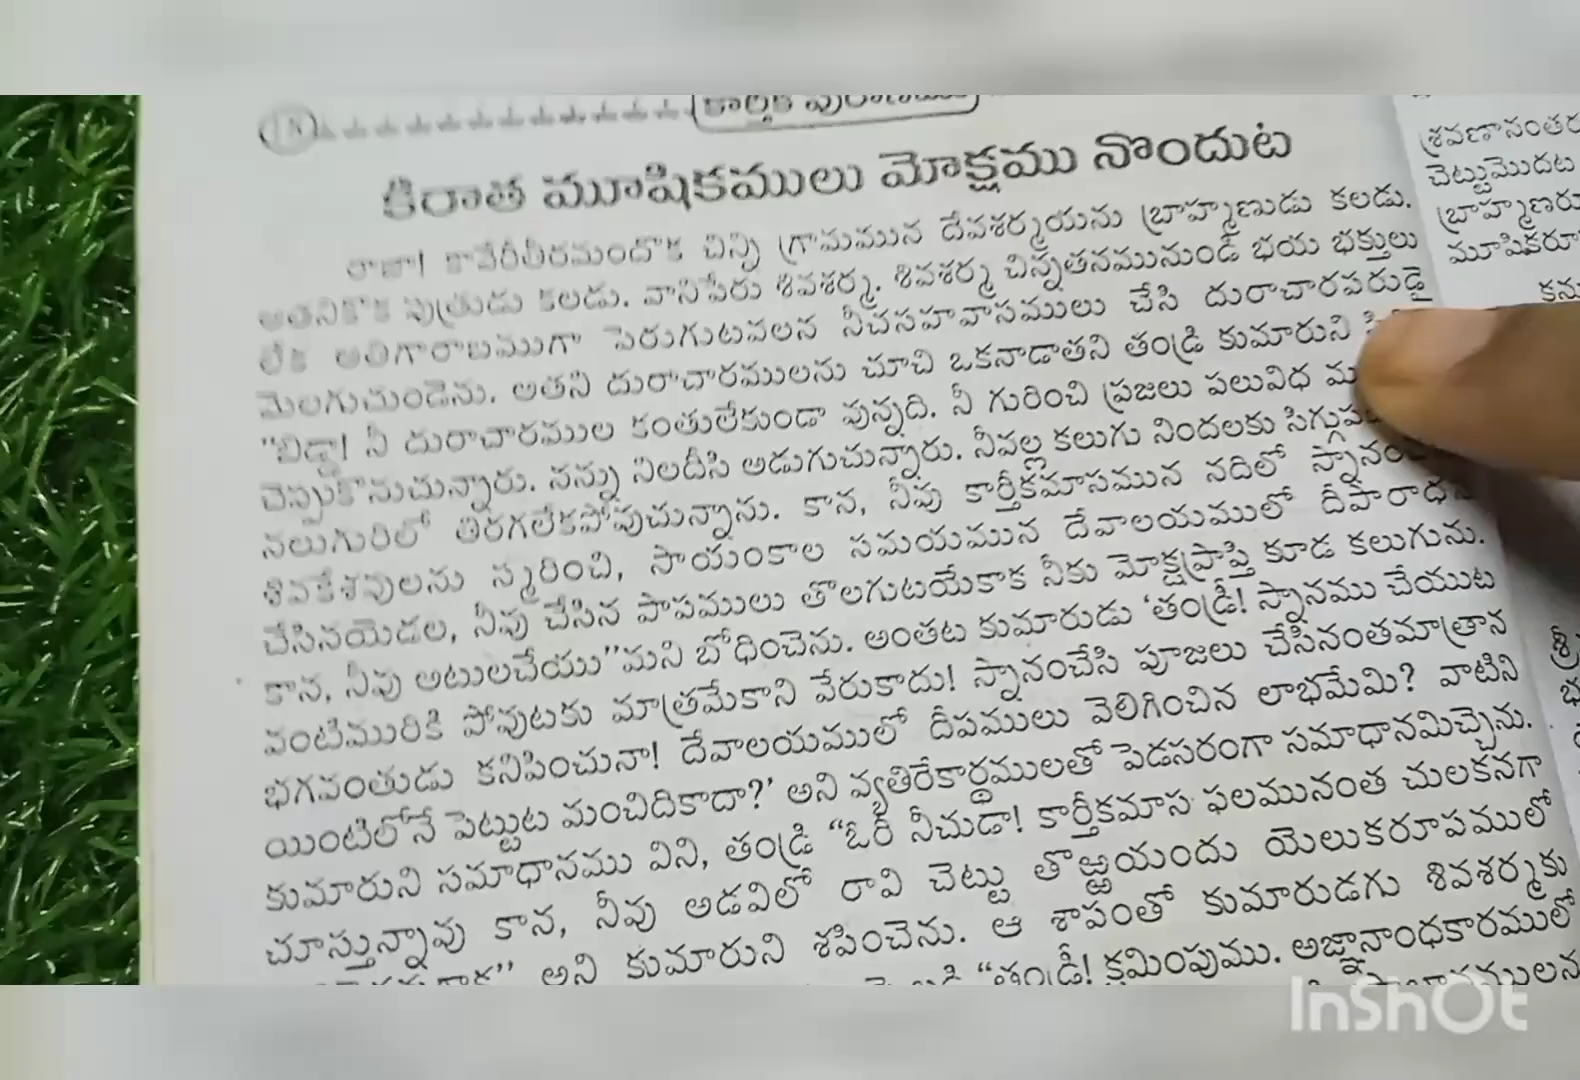 18
కార్తీక పురాణము
కిరాత మూషికములు మోక్షము నొందుట
రాజా! కావేరీతీరమందొక చిన్ని గ్రామమున దేవశర్మయను బ్రాహ్మణుడు కలడు.
అతనికొక పుత్రుడు కలడు. వానిపేరు శివశర్మ. శివశర్మ చిన్నతనమునుండి భయ భక్తులు
లేక అతిగారాబముగా పెరుగుటవలన నీచసహవాసములు చేసి దురాచారపరుడై
మెలగుచుండెను. అతని దురాచారములను చూచి ఒకనాడాతని తండ్రి కుమారుని
"బిడ్డా! నీ దురాచారముల కంతులేకుండా వున్నది. నీ గురించి ప్రజలు పలువిధ
చెప్పుకొనుచున్నారు. నన్ను నిలదీసి అడుగుచున్నారు. నీవల్ల కలుగు నిందలకు
నలుగురిలో తిరగలేకపోవుచున్నాను. కాన, నీవు కార్తీకమాసమున నదిలో
శివకేశవులను స్మరించి, సాయంకాల సమయమున దేవాలయములో దీపారాధన
చేసినయెడల, నీవు చేసిన పాపములు తొలగుటయేకాక నీకు మోక్షప్రాప్తి కూడ కలుగును.
కాన, నీవు అటులచేయు"మని బోధించెను. అంతట కుమారుడు 'తండ్రీ! స్నానము చేయుట
వంటిమురికి పోవుటకు మాత్రమేకాని వేరుకాదు! స్నానంచేసి పూజలు చేసినంతమాత్రాన
భగవంతుడు కనిపించునా! దేవాలయములో దీపములు వెలిగించిన లాభమేమి? వాటిని
యింటిలోనే పెట్టుట మంచిదికాదా?' అని వ్యతిరేకార్థములతో పెడసరంగా సమాధానమిచ్చెను.
కుమారుని సమాధానము విని, తండ్రి "ఓరీ నీచుడా! కార్తీకమాస ఫలమునంత చులకనగా
చూస్తున్నావు కాన, నీవు అడవిలో రావి చెట్టు తొఱ్ఱయందు యెలుకరూపములో
అని కుమారుని శపించెను. ఆ శాపంతో కుమారుడగు శివశర్మకు
"తండ్రీ! క్షమింపుము. అజ్ఞానాంధకారములో
శ్రవణానంతర
చెట్టుమొదట
బ్రాహ్మణరూ
మూషికరూ
కను
InShOt